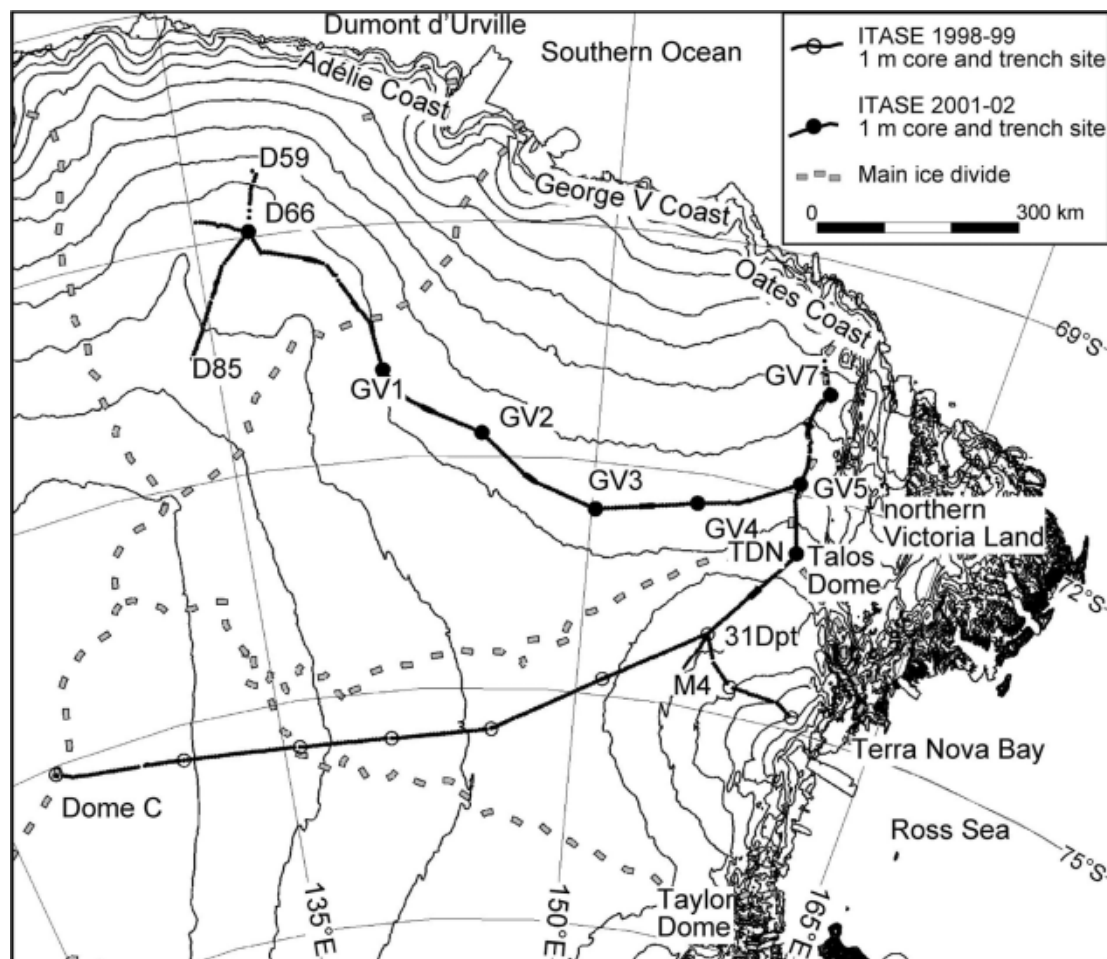 Dumont d'Urville
Southern Ocean
Adélie Coast
George V Coast
Oates Coast
ITASE 1998-99
1 m core and trench site
ITASE 2001-02
1 m core and trench site
Main ice divide
0 300 km
D59
D66
D85
GV1
GV2
GV3
GV4
GV5
GV7
69°S
northern
Victoria Land
TDN
Talos
Dome
72°S
31Dpt
M4
Terra Nova Bay
Dome C
Ross Sea
75°S
Taylor
Dome
135°E
150°E
165°E